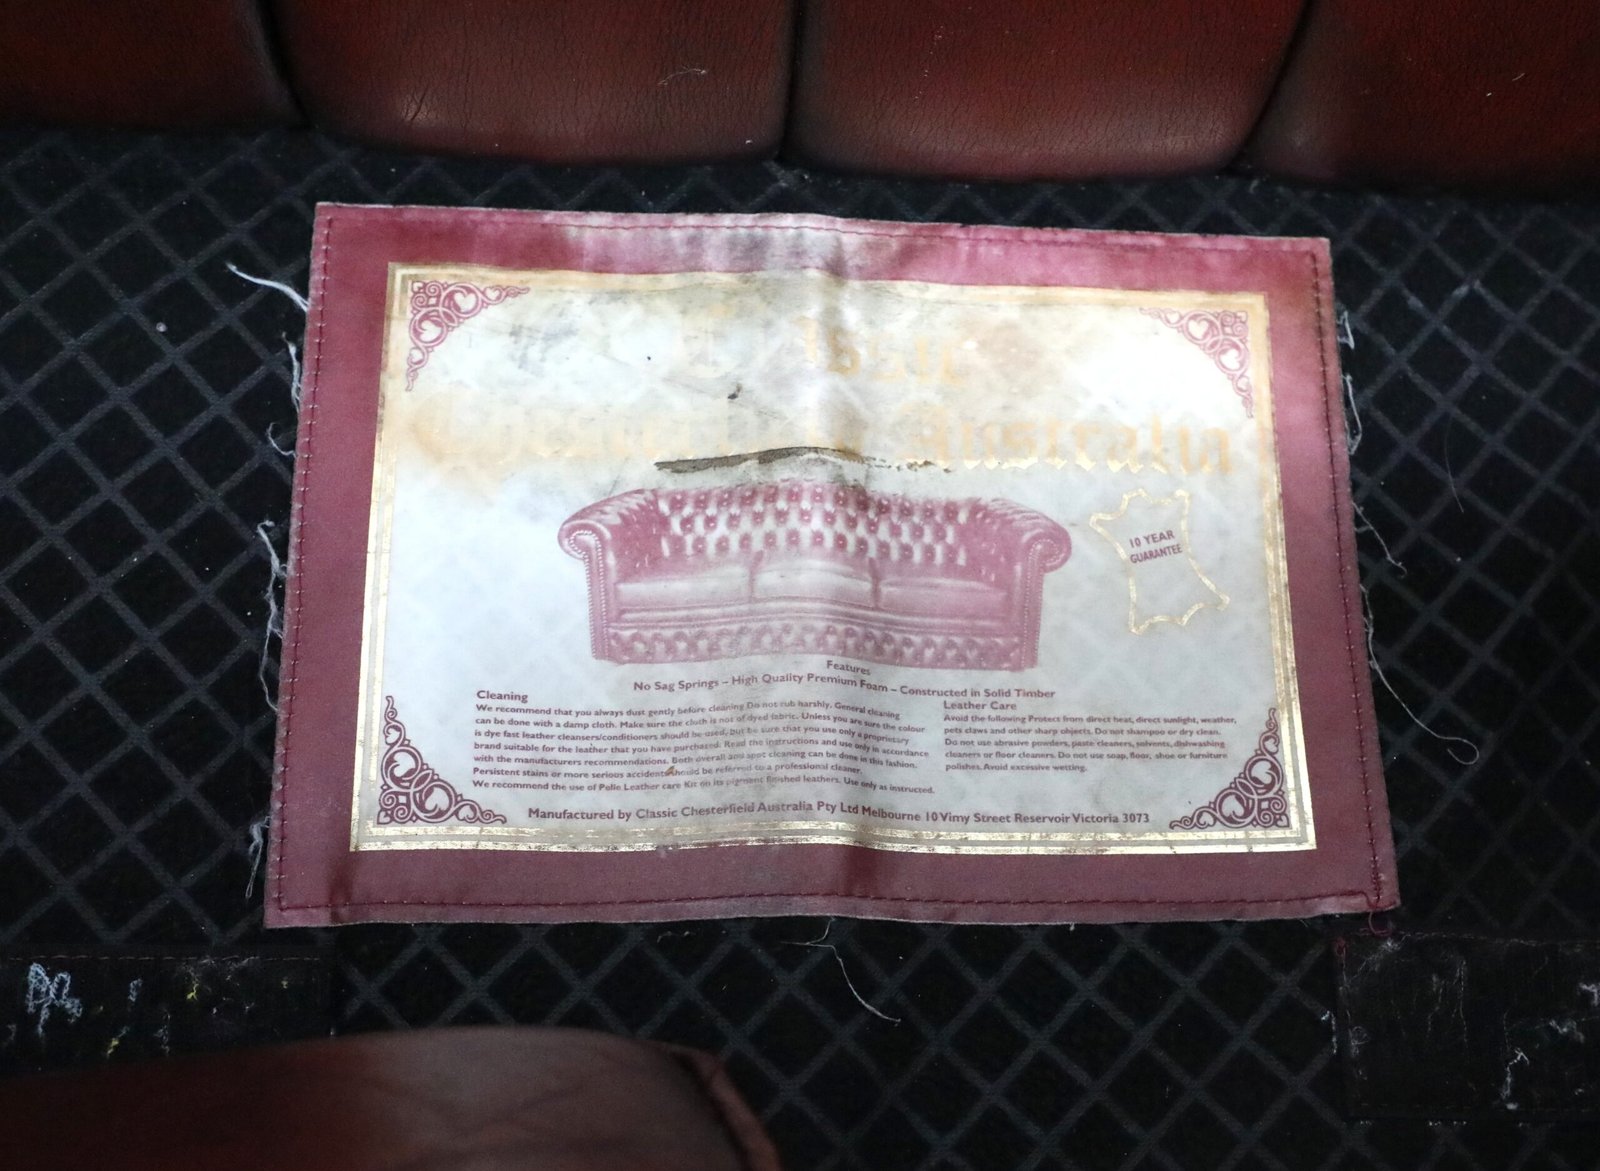 Australia
10 YEAR
GUARANTEE
Features
No Sag Springs – High Quality Premium Foam – Constructed in Solid Timber
Cleaning
We recommend that you always dust gently before cleaning Do not rub harshly. General cleaning
can be done with a damp cloth. Make sure the cloth is not of dyed fabric. Unless you are sure the colour
is dye fast leather cleansers/conditioners should be used, but be sure that you use only a proprietary
brand suitable for the leather that you have purchased. Read the instructions and use only in accordance
with the manufacturers recommendations. Both overall and spot cleaning can be done in this fashion.
Persistent stains or more serious accidents should be referred to a professional cleaner.
We recommend the use of Pelle Leather care Kit on its pigment finished leathers. Use only as instructed.
Leather Care
Avoid the following Protect from direct heat, direct sunlight, weather,
pets claws and other sharp objects. Do not shampoo or dry clean.
Do not use abrasive powders, paste cleaners, solvents, dishwashing
cleaners or floor cleaners. Do not use soap, floor, shoe or furniture
polishes. Avoid excessive wetting.
Manufactured by Classic Chesterfield Australia Pty Ltd Melbourne 10 Vimy Street Reservoir Victoria 3073